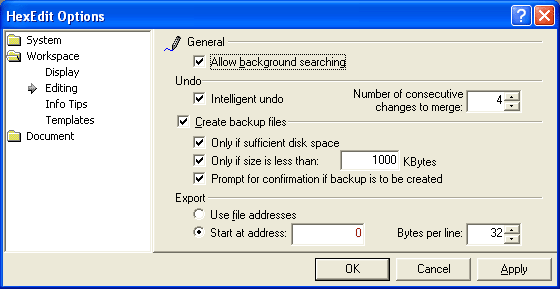 HexEdit Options
System
Workspace
Display
Editing
Info Tips
Templates
Document
General
Allow background searching
Undo
Intelligent undo
Number of consecutive
changes to merge: 4
Create backup files
Only if sufficient disk space
Only if size is less than: 1000 KBytes
Prompt for confirmation if backup is to be created
Export
Use file addresses
Start at address: 0 Bytes per line: 32
OK Cancel Apply